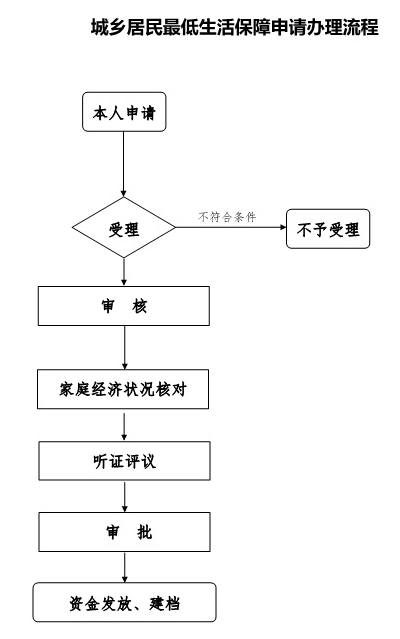 城乡居民最低生活保障申请办理流程
本人申请
受理
不符合条件
不予受理
审 核
家庭经济状况核对
听证评议
审 批
资金发放、建档